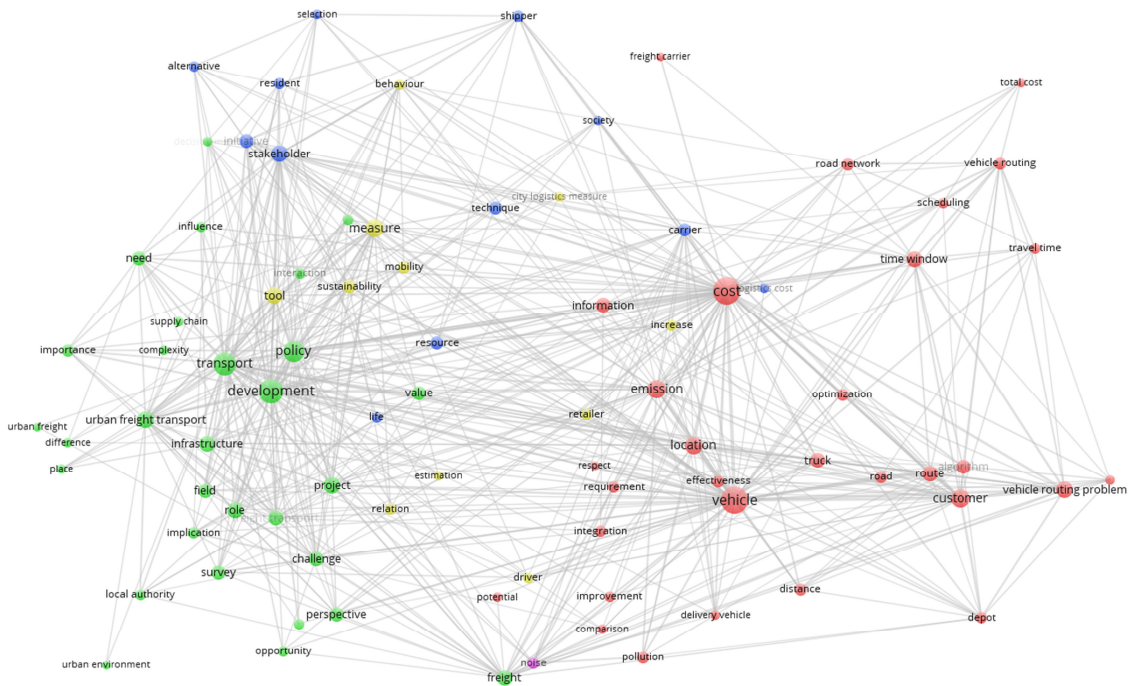 selection
shipper
freight carrier
alternative
resident
behaviour
total cost
society
initiative
stakeholder
road network
vehicle routing
city logistics measure
technique
scheduling
influence
measure
carrier
need
time window
travel time
interaction
mobility
tool
sustainability
cost
logistics cost
information
supply chain
increase
importance
complexity
policy
resource
transport
development
value
emission
optimization
urban freight transport
life
retailer
urban freight
difference
infrastructure
location
place
estimation
respect
truck
effectiveness
road
route
algorithm
field
project
requirement
vehicle
customer
vehicle routing problem
role
relation
implication
integration
challenge
survey
driver
local authority
potential
improvement
distance
perspective
delivery vehicle
depot
comparison
opportunity
urban environment
noise
pollution
freight